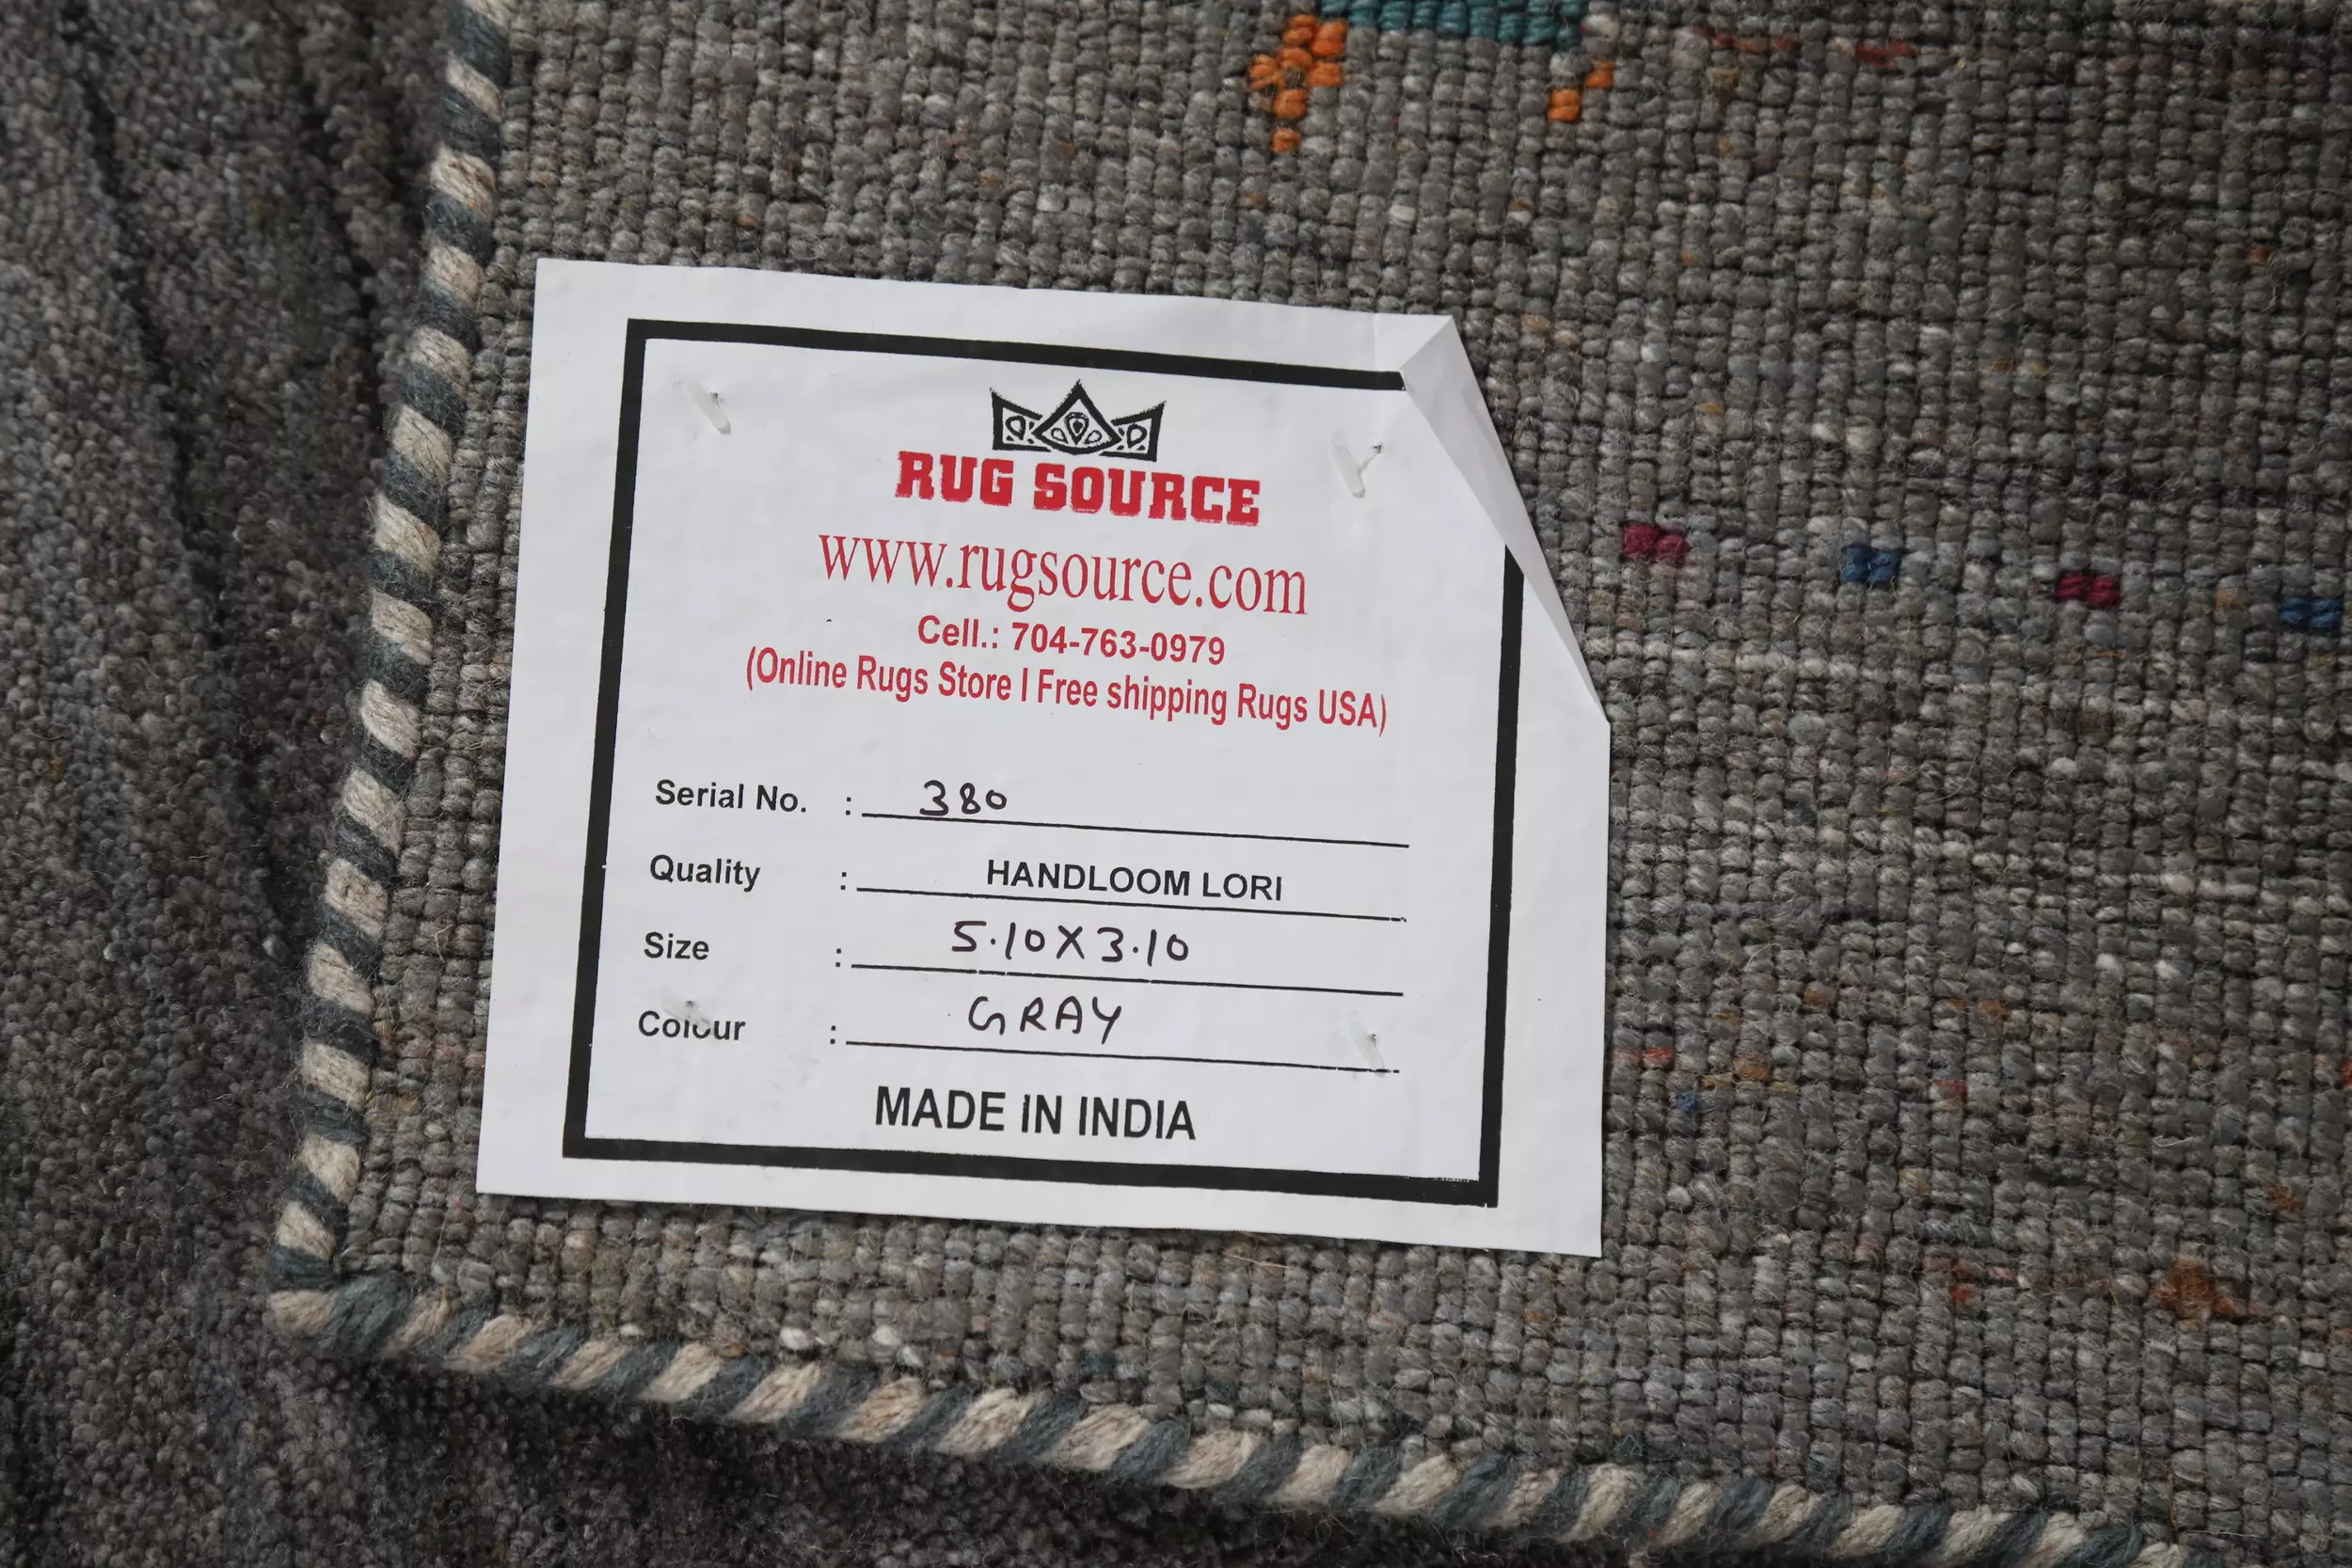 RUG SOURCE
www.rugsource.com
Cell.: 704-763-0979
(Online Rugs Store I Free shipping Rugs USA)
Serial No. : 380
Quality : HANDLOOM LORI
Size : 5.10X3.10
Colour : GRAY
MADE IN INDIA